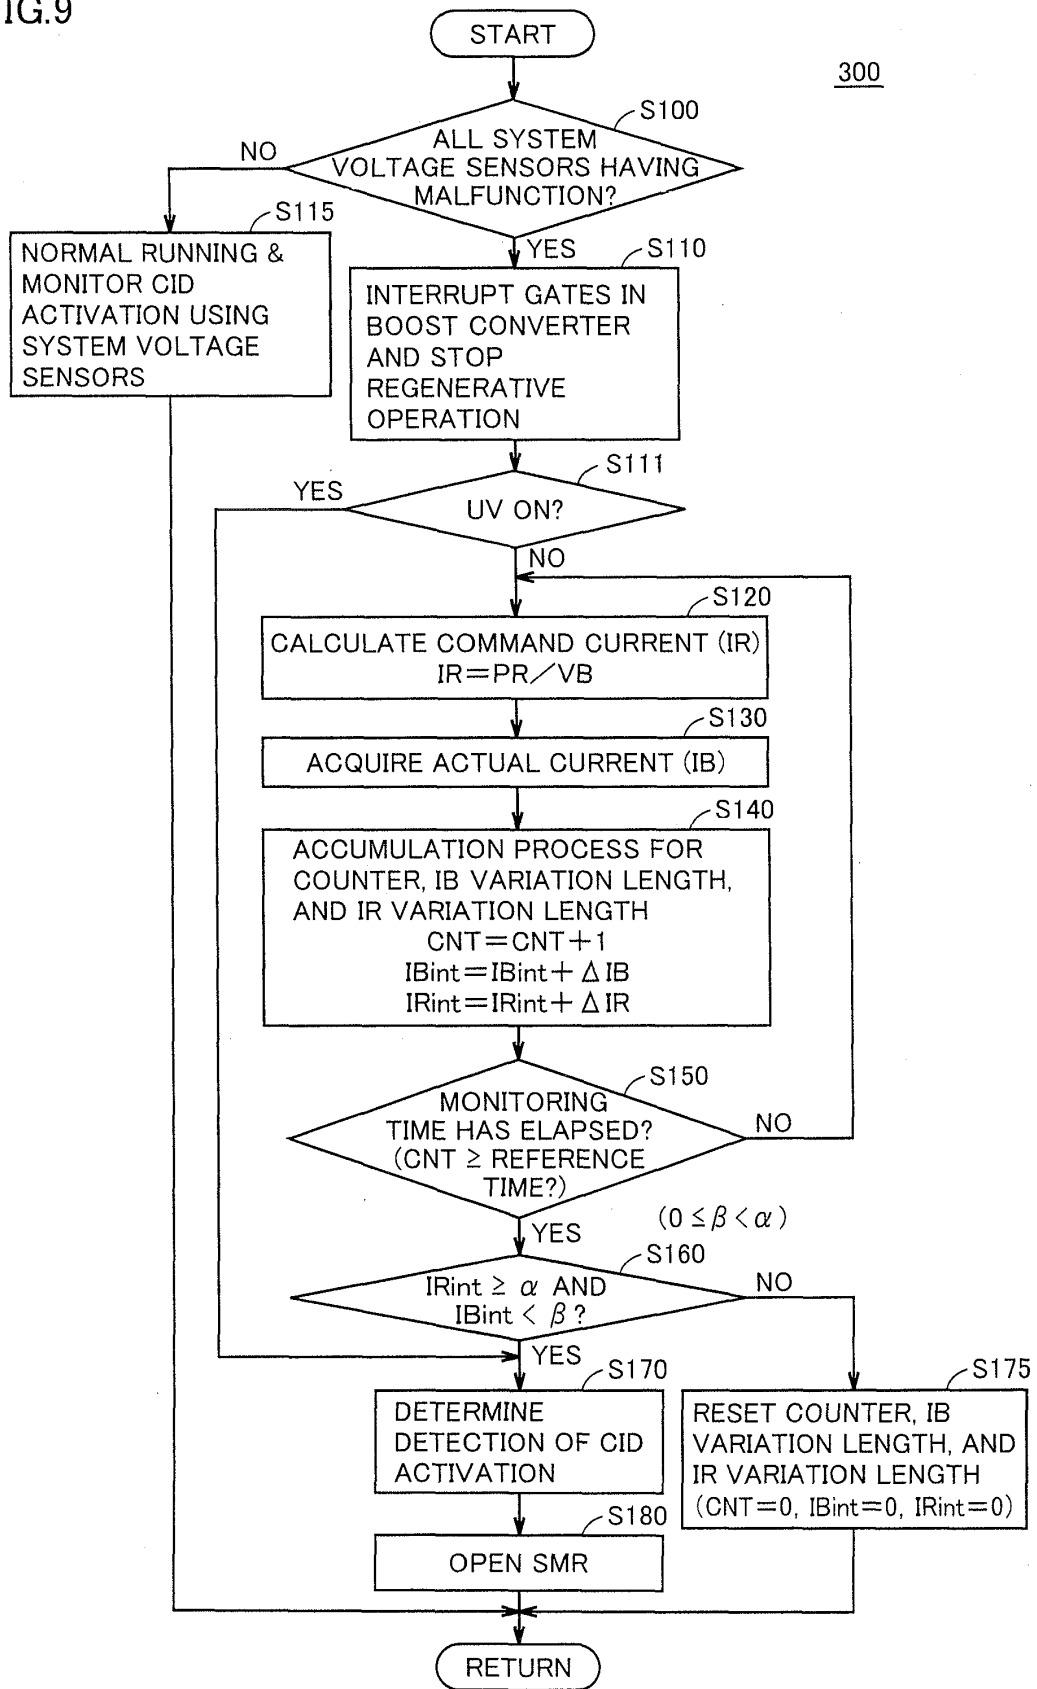 FIG.9
START
300
S100
ALL SYSTEM
VOLTAGE SENSORS HAVING
MALFUNCTION?
NO
YES
S115
NORMAL RUNNING &
MONITOR CID
ACTIVATION USING
SYSTEM VOLTAGE
SENSORS
S110
INTERRUPT GATES IN
BOOST CONVERTER
AND STOP
REGENERATIVE
OPERATION
S111
UV ON?
YES
NO
S120
CALCULATE COMMAND CURRENT (IR)
IR=PR/VB
S130
ACQUIRE ACTUAL CURRENT (IB)
S140
ACCUMULATION PROCESS FOR
COUNTER, IB VARIATION LENGTH,
AND IR VARIATION LENGTH
CNT=CNT+1
IBint=IBint+ΔIB
IRint=IRint+ΔIR
S150
MONITORING
TIME HAS ELAPSED?
(CNT ≥ REFERENCE
TIME?)
NO
YES
(0≤β<α)
S160
IRint ≥ α AND
IBint < β?
NO
YES
S170
DETERMINE
DETECTION OF CID
ACTIVATION
S175
RESET COUNTER, IB
VARIATION LENGTH, AND
IR VARIATION LENGTH
(CNT=0, IBint=0, IRint=0)
S180
OPEN SMR
RETURN